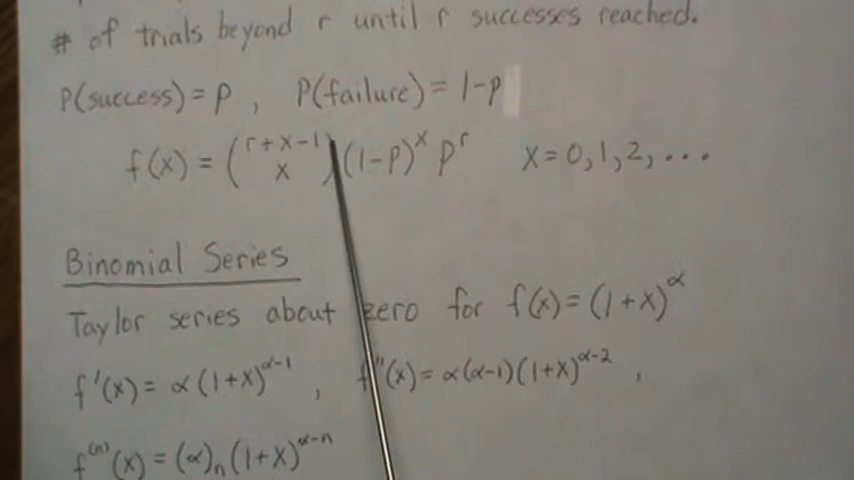 # of trials beyond r until r successes reached.
P(success) = p , P(failure) = 1-p
f(x) = (r+x-1 x)(1-p)^x p^r x = 0, 1, 2, ...
Binomial Series
Taylor series about zero for f(x) = (1+x)^α
f'(x) = α(1+x)^α-1 , f''(x) = α(α-1)(1+x)^α-2 ,
f^(n)(x) = (α)_n (1+x)^α-n